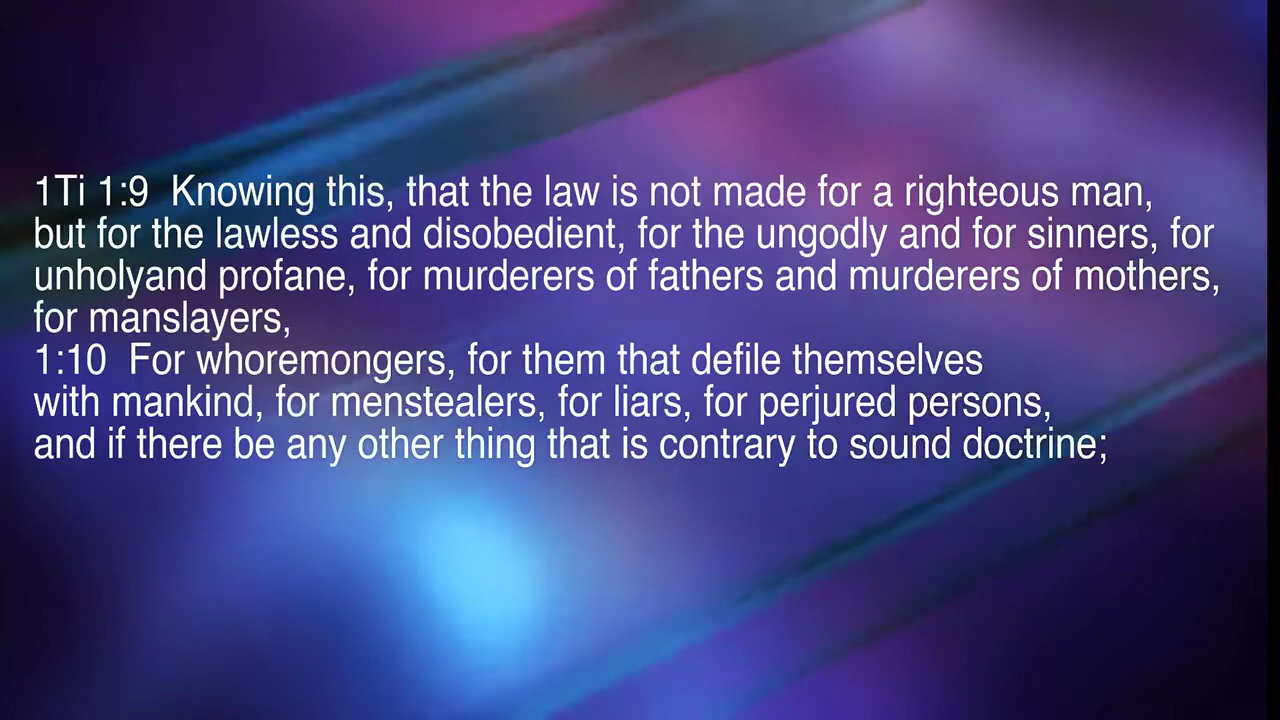 1Ti 1:9  Knowing this, that the law is not made for a righteous man,
but for the lawless and disobedient, for the ungodly and for sinners, for
unholyand profane, for murderers of fathers and murderers of mothers,
for manslayers,
1:10  For whoremongers, for them that defile themselves
with mankind, for menstealers, for liars, for perjured persons,
and if there be any other thing that is contrary to sound doctrine;